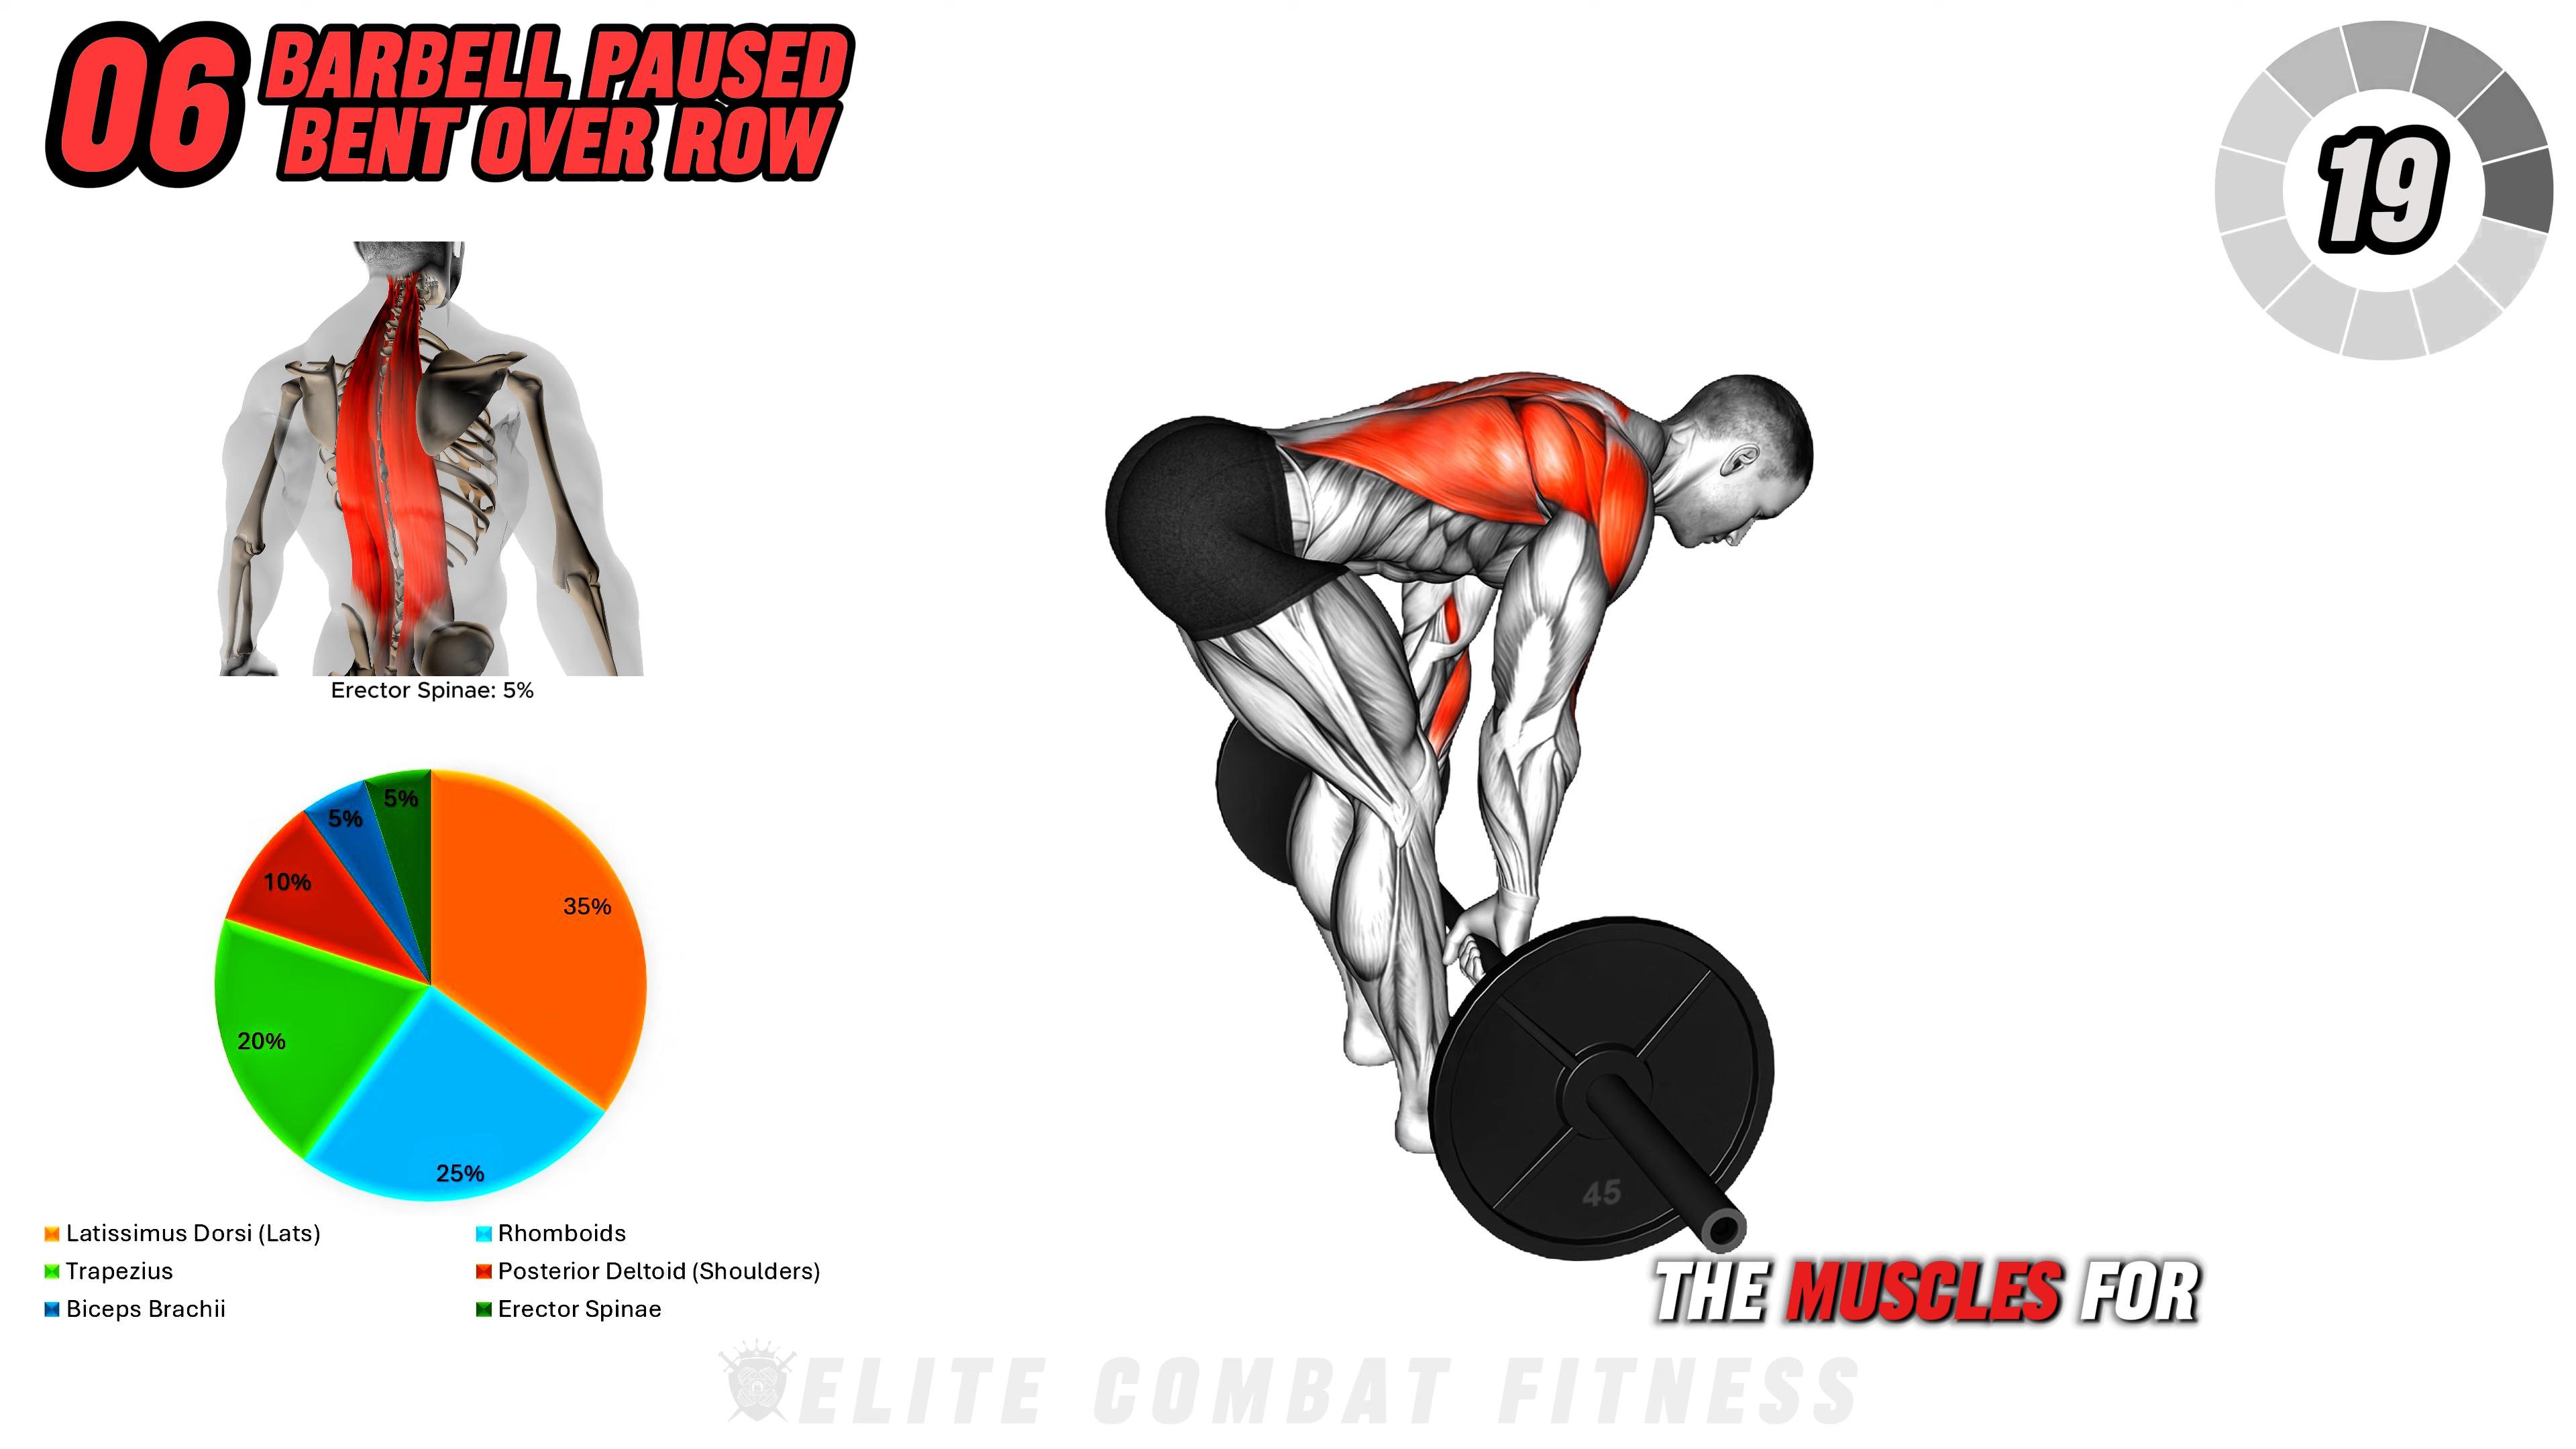 06
BARBELL PAUSED
BENT OVER ROW
19
Erector Spinae: 5%
5%
5%
10%
35%
20%
25%
Latissimus Dorsi (Lats)
Rhomboids
Trapezius
Posterior Deltoid (Shoulders)
Biceps Brachii
Erector Spinae
45
THE MUSCLES FOR
ELITE COMBAT FITNESS